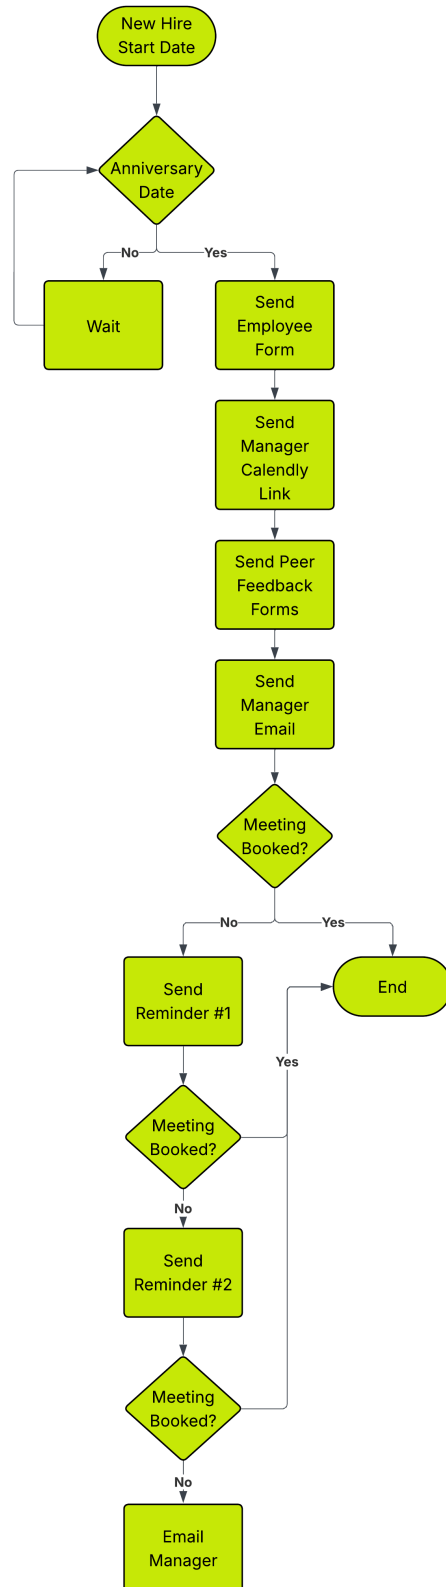 New Hire
Start Date
Anniversary
Date
No
Yes
Wait
Send
Employee
Form
Send
Manager
Calendly
Link
Send Peer
Feedback
Forms
Send
Manager
Email
Meeting
Booked?
No
Yes
Send
Reminder #1
End
Yes
Meeting
Booked?
No
Send
Reminder #2
Meeting
Booked?
No
Email
Manager